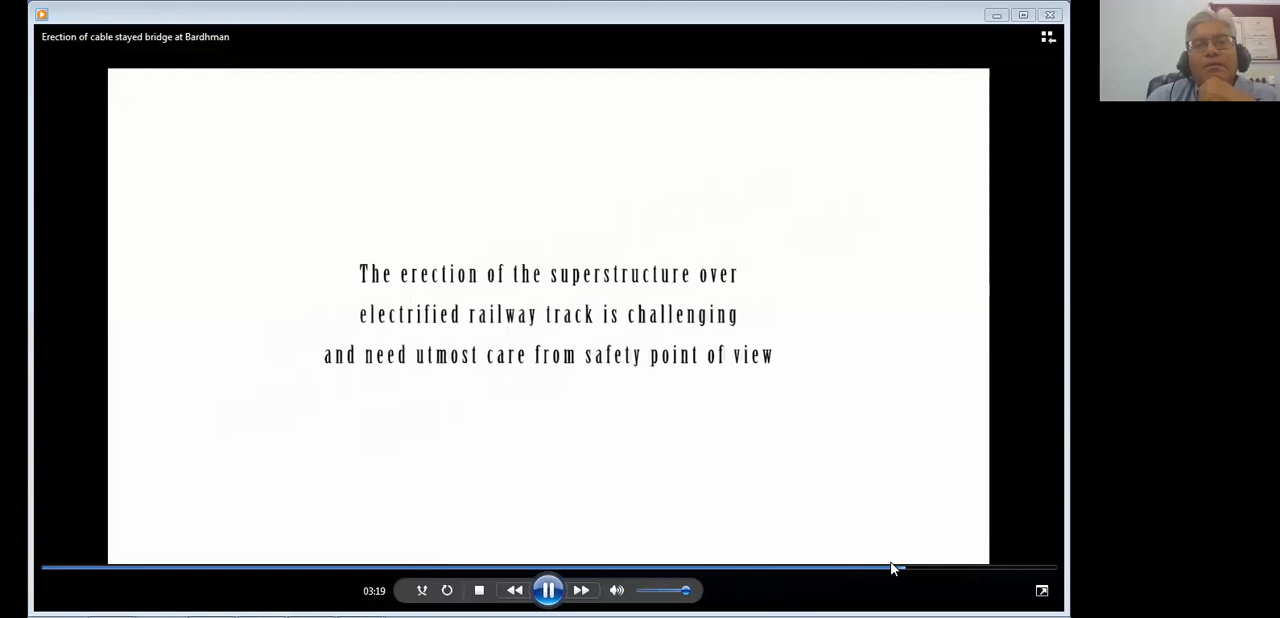 Erection of cable stayed bridge at Bardhman
The erection of the superstructure over
electrified railway track is challenging
and need utmost care from safety point of view
03:19